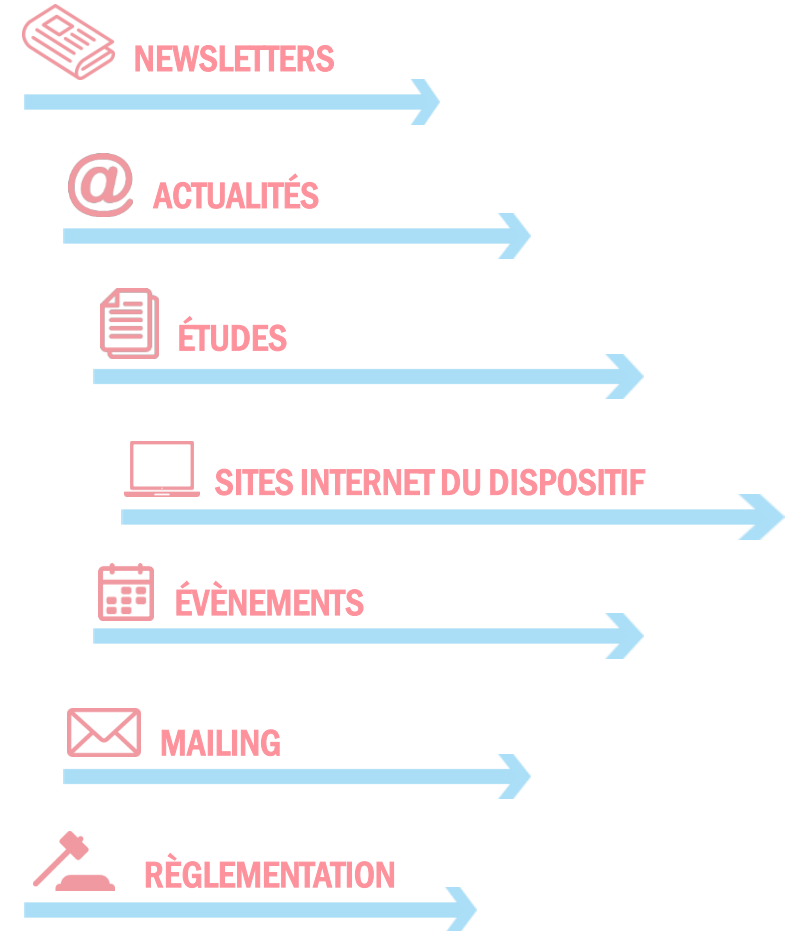 NEWSLETTERS
@ ACTUALITÉS
ÉTUDES
SITES INTERNET DU DISPOSITIF
ÉVÈNEMENTS
MAILING
RÈGLEMENTATION